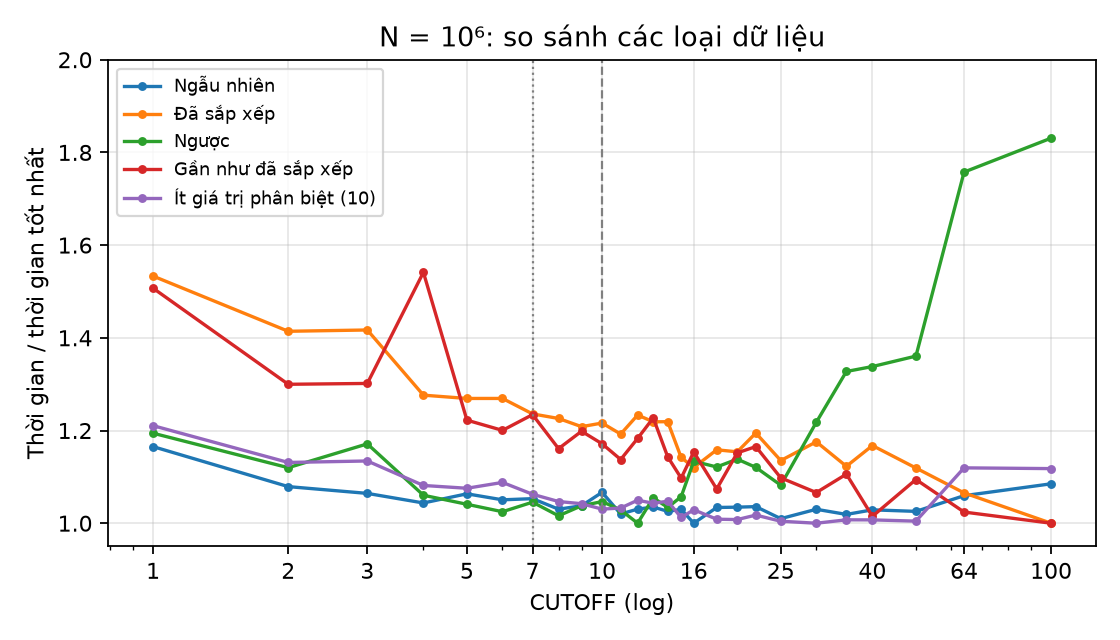 N = 10⁶: so sánh các loại dữ liệu
Thời gian / thời gian tốt nhất
2.0
1.8
1.6
1.4
1.2
1.0
Ngẫu nhiên
Đã sắp xếp
Ngược
Gần như đã sắp xếp
Ít giá trị phân biệt (10)
1 2 3 5 7 10 16 25 40 64 100
CUTOFF (log)